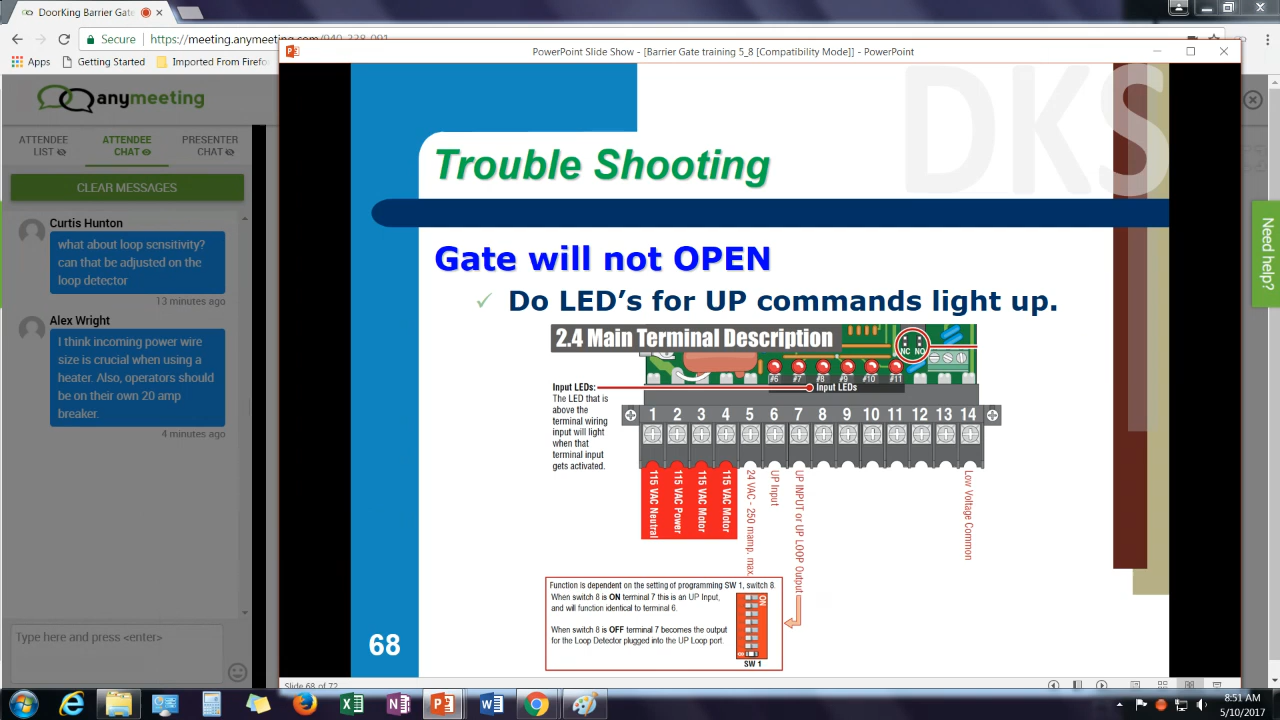 DoorKing Barrier Gate
Secure
https://meeting.anymeeting.com/940-338-091
Apps
Getting Started
Imported From Firefo
PowerPoint Slide Show - [Barrier Gate training 5_8 [Compatibility Mode]] - PowerPoint
anymeeting
ATTENDEE
LIST
ATTENDEE
CHAT
PRESENTER
CHAT
CLEAR MESSAGES
Curtis Hunton
what about loop sensitivity?
can that be adjusted on the
loop detector
13 minutes ago
Alex Wright
I think incoming power wire
size is crucial when using a
heater. Also, operators should
be on their own 20 amp
breaker.
4 minutes ago
Type here and press <enter>
DKS
Trouble Shooting
Gate will not OPEN
✓ Do LED's for UP commands light up.
2.4 Main Terminal Description
NC NO
#6 #7 #8 #9 #10 #11
Input LEDs:
Input LEDs
The LED that is
above the
terminal wiring
input will light
when that
terminal input
gets activated.
1 2 3 4 5 6 7 8 9 10 11 12 13 14
115 VAC Neutral
115 VAC Power
115 VAC Motor
115 VAC Motor
24 VAC - 250 mamp. max.
UP Input
UP INPUT or UP LOOP Output
Low Voltage Common
Function is dependent on the setting of programming SW 1, switch 8.
When switch 8 is ON terminal 7 this is an UP Input,
and will function identical to terminal 6.
When switch 8 is OFF terminal 7 becomes the output
for the Loop Detector plugged into the UP Loop port.
ON
8
SW 1
68
Slide 68 of 72
Need help?
8:51 AM
5/10/2017